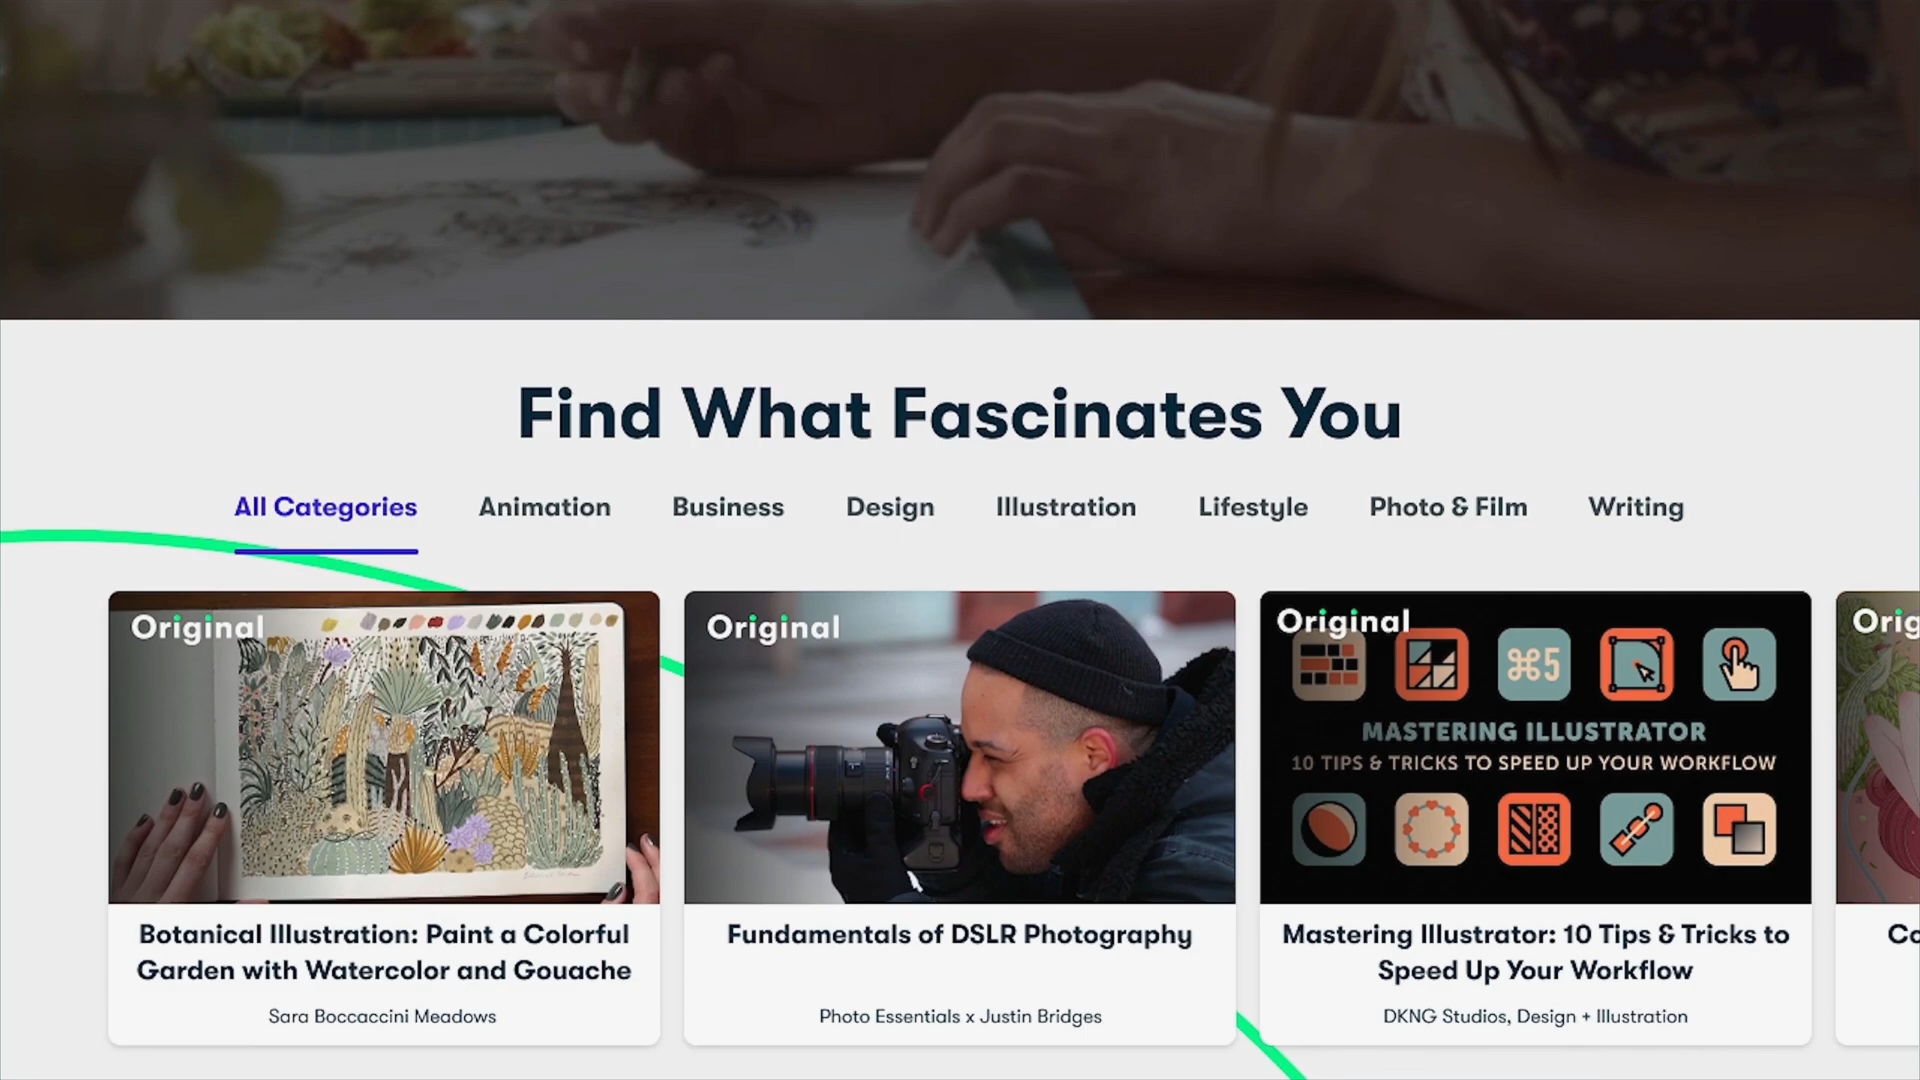 Find What Fascinates You
All Categories Animation Business Design Illustration Lifestyle Photo & Film Writing
Original
Botanical Illustration: Paint a Colorful
Garden with Watercolor and Gouache
Sara Boccaccini Meadows
Original
Fundamentals of DSLR Photography
Photo Essentials x Justin Bridges
Original
⌘5
MASTERING ILLUSTRATOR
10 TIPS & TRICKS TO SPEED UP YOUR WORKFLOW
Mastering Illustrator: 10 Tips & Tricks to
Speed Up Your Workflow
DKNG Studios, Design + Illustration
Orig
Co